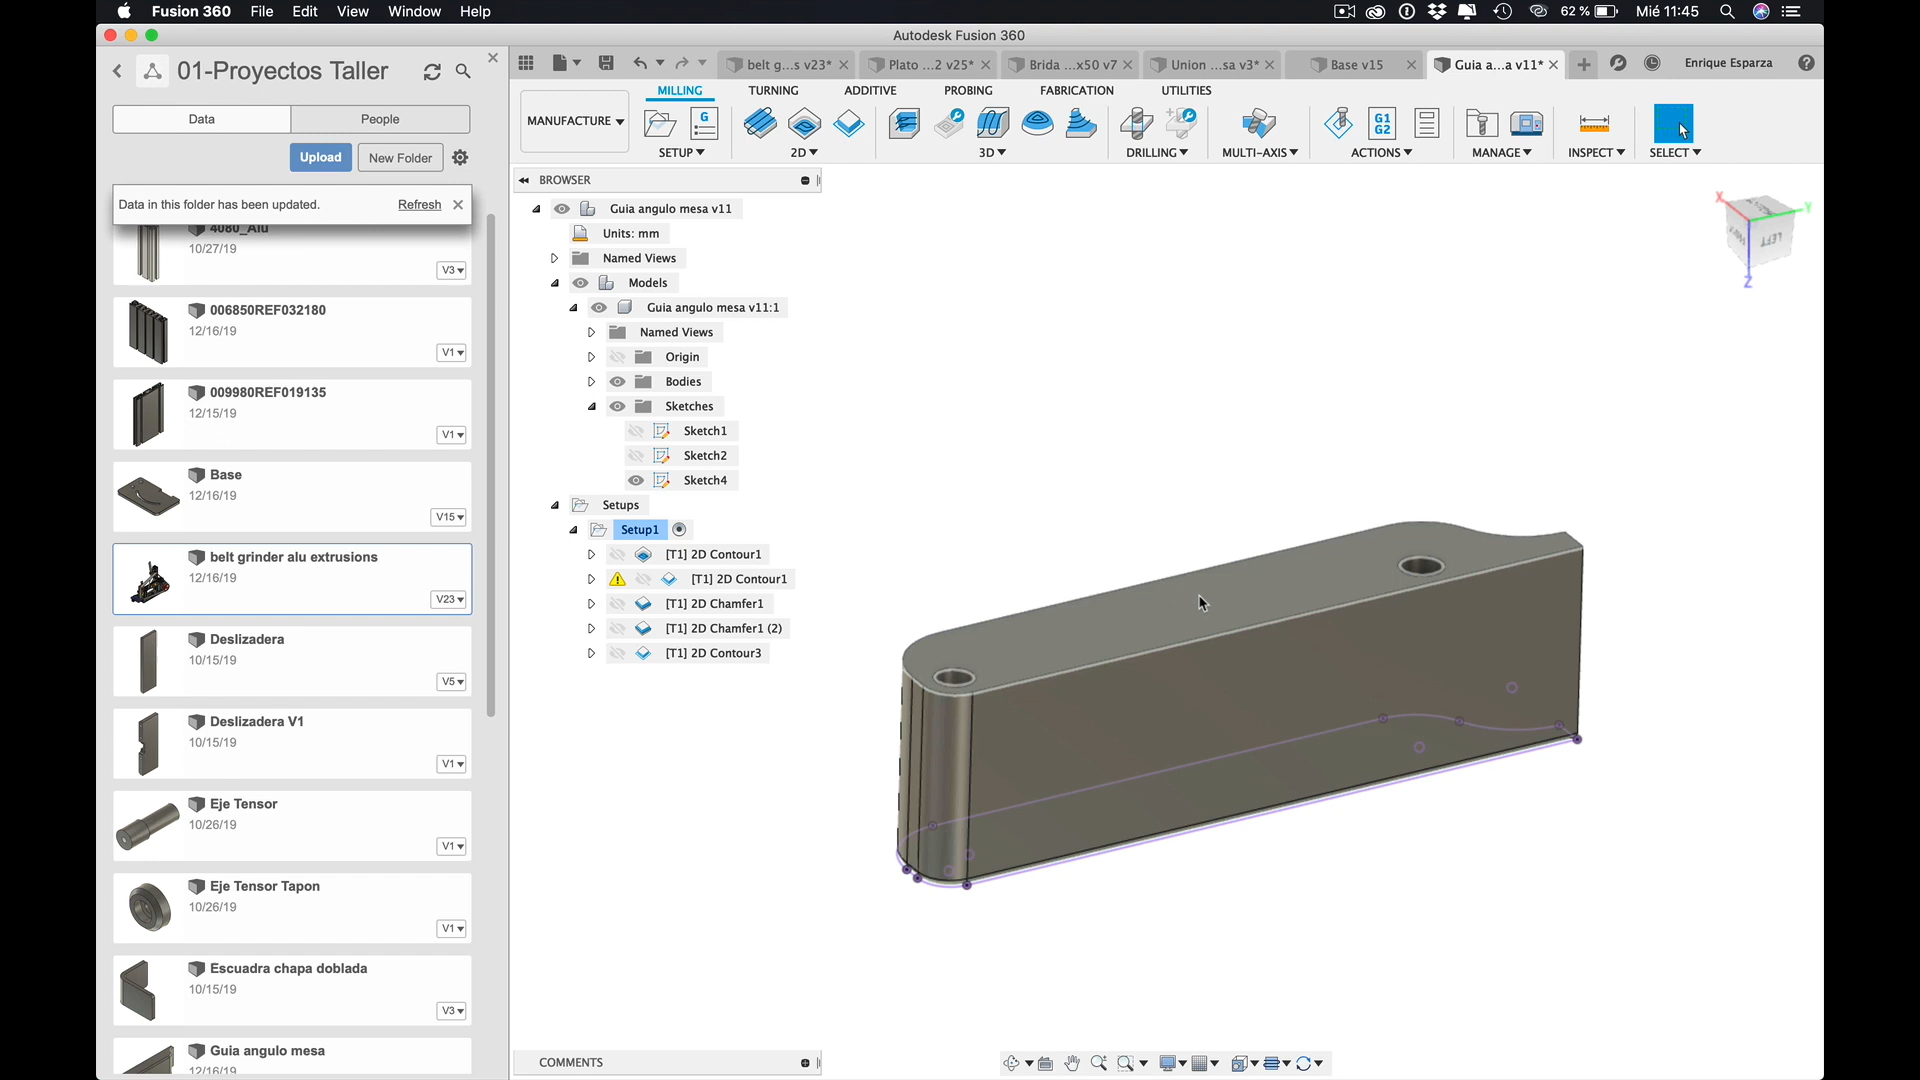 Fusion 360 File Edit View Window Help
62 % Mié 11:45
Autodesk Fusion 360
01-Proyectos Taller
Data People
Upload New Folder
Data in this folder has been updated. Refresh
4080_Alu
10/27/19
V3
006850REF032180
12/16/19
V1
009980REF019135
12/15/19
V1
Base
12/16/19
V15
belt grinder alu extrusions
12/16/19
V23
Deslizadera
10/15/19
V5
Deslizadera V1
10/15/19
V1
Eje Tensor
10/26/19
V1
Eje Tensor Tapon
10/26/19
V1
Escuadra chapa doblada
10/15/19
V3
Guia angulo mesa
12/16/19
belt g...s v23* Plato ...2 v25* Brida ...x50 v7 Union ...sa v3* Base v15 Guia a...a v11* Enrique Esparza
MILLING TURNING ADDITIVE PROBING FABRICATION UTILITIES
MANUFACTURE
G
G1
G2
SETUP 2D 3D DRILLING MULTI-AXIS ACTIONS MANAGE INSPECT SELECT
BROWSER
Guia angulo mesa v11
Units: mm
Named Views
Models
Guia angulo mesa v11:1
Named Views
Origin
Bodies
Sketches
Sketch1
Sketch2
Sketch4
Setups
Setup1
[T1] 2D Contour1
[T1] 2D Contour1
[T1] 2D Chamfer1
[T1] 2D Chamfer1 (2)
[T1] 2D Contour3
X
Y
LEFT
Z
COMMENTS